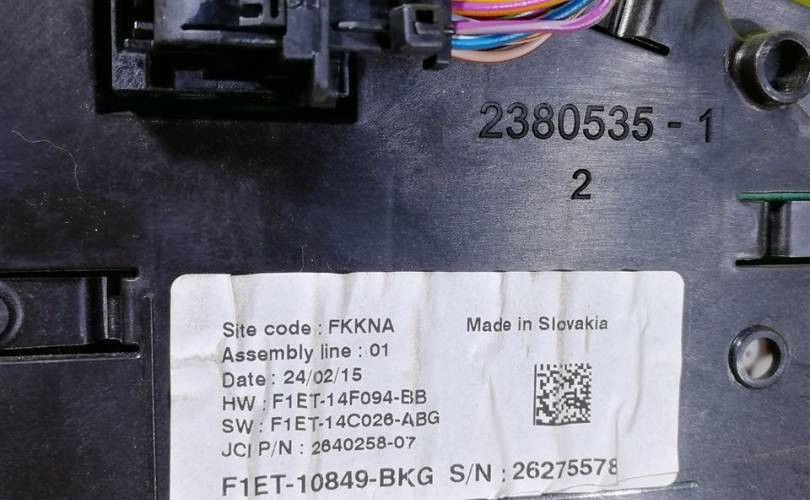 2380535-1
2
Site code : FKKNA
Made in Slovakia
Assembly line : 01
Date : 24/02/15
HW : F1ET-14F094-BB
SW : F1ET-14C026-ABG
JCI P/N : 2640258-07
F1ET-10849-BKG S/N : 26275578